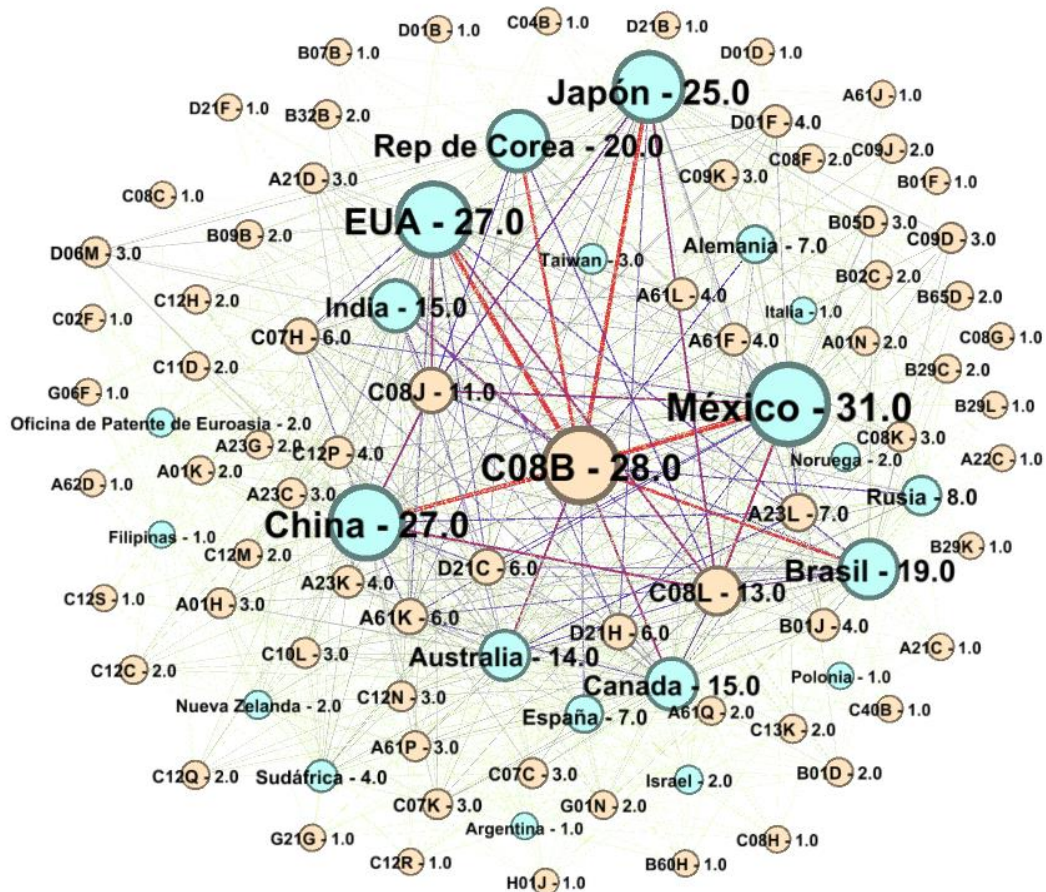 C04B - 1.0
D21B - 1.0
D01B - 1.0
B07B - 1.0
D01D - 1.0
Japón - 25.0
A61J - 1.0
D21F - 1.0
B32B - 2.0
D01F - 4.0
Rep de Corea - 20.0
C09J - 2.0
C08F - 2.0
A21D - 3.0
C09K - 3.0
B01F - 1.0
C08C - 1.0
EUA - 27.0
B05D - 3.0
B09B - 2.0
C09D - 3.0
Alemania - 7.0
D06M - 3.0
Taiwan - 3.0
B02C - 2.0
C12H - 2.0
A61L - 4.0
B65D - 2.0
India - 15.0
Italia - 1.0
C02F - 1.0
C07H - 6.0
A61F - 4.0
A01N - 2.0
C08G - 1.0
C11D - 2.0
B29C - 2.0
G06F - 1.0
C08J - 11.0
México - 31.0
B29L - 1.0
Oficina de Patente de Euroasia - 2.0
C08K - 3.0
A23G - 2.0
C12P - 4.0
C08B - 28.0
Noruega - 2.0
A22C - 1.0
A01K - 2.0
A62D - 1.0
A23C - 3.0
Rusia - 8.0
A23L - 7.0
China - 27.0
Filipinas - 1.0
B29K - 1.0
C12M - 2.0
D21C - 6.0
Brasil - 19.0
A23K - 4.0
C08L - 13.0
C12S - 1.0
A01H - 3.0
A61K - 6.0
B01J - 4.0
D21H - 6.0
A21C - 1.0
C10L - 3.0
Australia - 14.0
C12C - 2.0
Polonia - 1.0
Canada - 15.0
C12N - 3.0
Nueva Zelanda - 2.0
España - 7.0
A61Q - 2.0
C40B - 1.0
C13K - 2.0
A61P - 3.0
C12Q - 2.0
Sudáfrica - 4.0
C07C - 3.0
Israel - 2.0
B01D - 2.0
C07K - 3.0
G01N - 2.0
Argentina - 1.0
G21G - 1.0
C08H - 1.0
C12R - 1.0
B60H - 1.0
H01J - 1.0